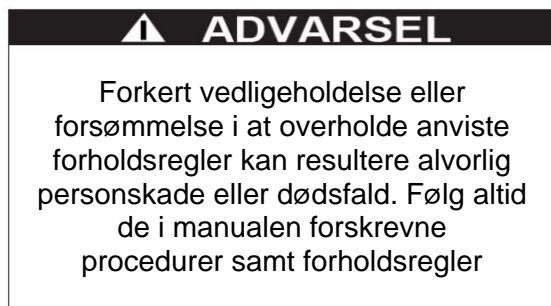 ADVARSEL
Forkert vedligeholdelse eller
forsømmelse i at overholde anviste
forholdsregler kan resultere alvorlig
personskade eller dødsfald. Følg altid
de i manualen forskrevne
procedurer samt forholdsregler